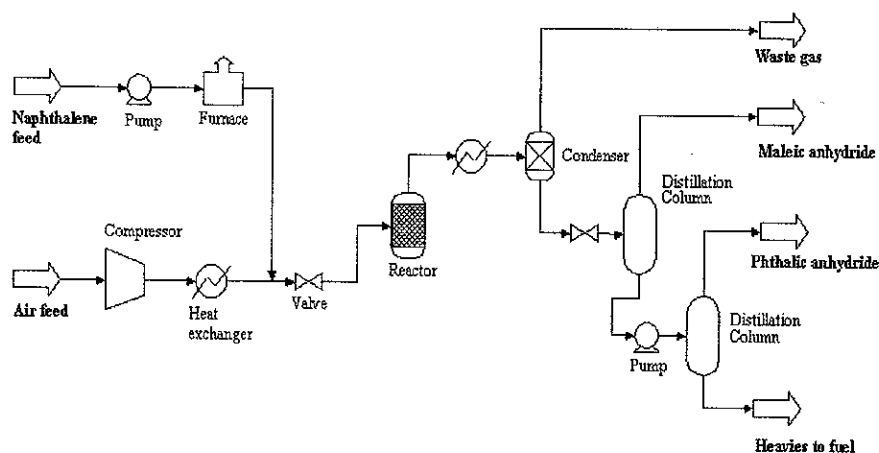 Waste gas
Naphthalene
feed
Pump
Furnace
Condenser
Maleic anhydride
Distillation
Column
Compressor
Reactor
Phthalic anhydride
Air feed
Heat
exchanger
Valve
Distillation
Column
Pump
Heavies to fuel